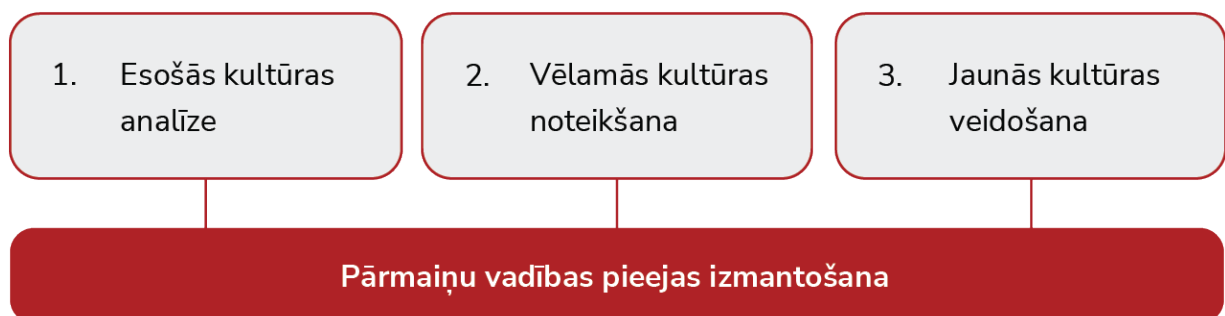 1. Esošās kultūras
analīze
2. Vēlamās kultūras
noteikšana
3. Jaunās kultūras
veidošana
Pārmaiņu vadības pieejas izmantošana